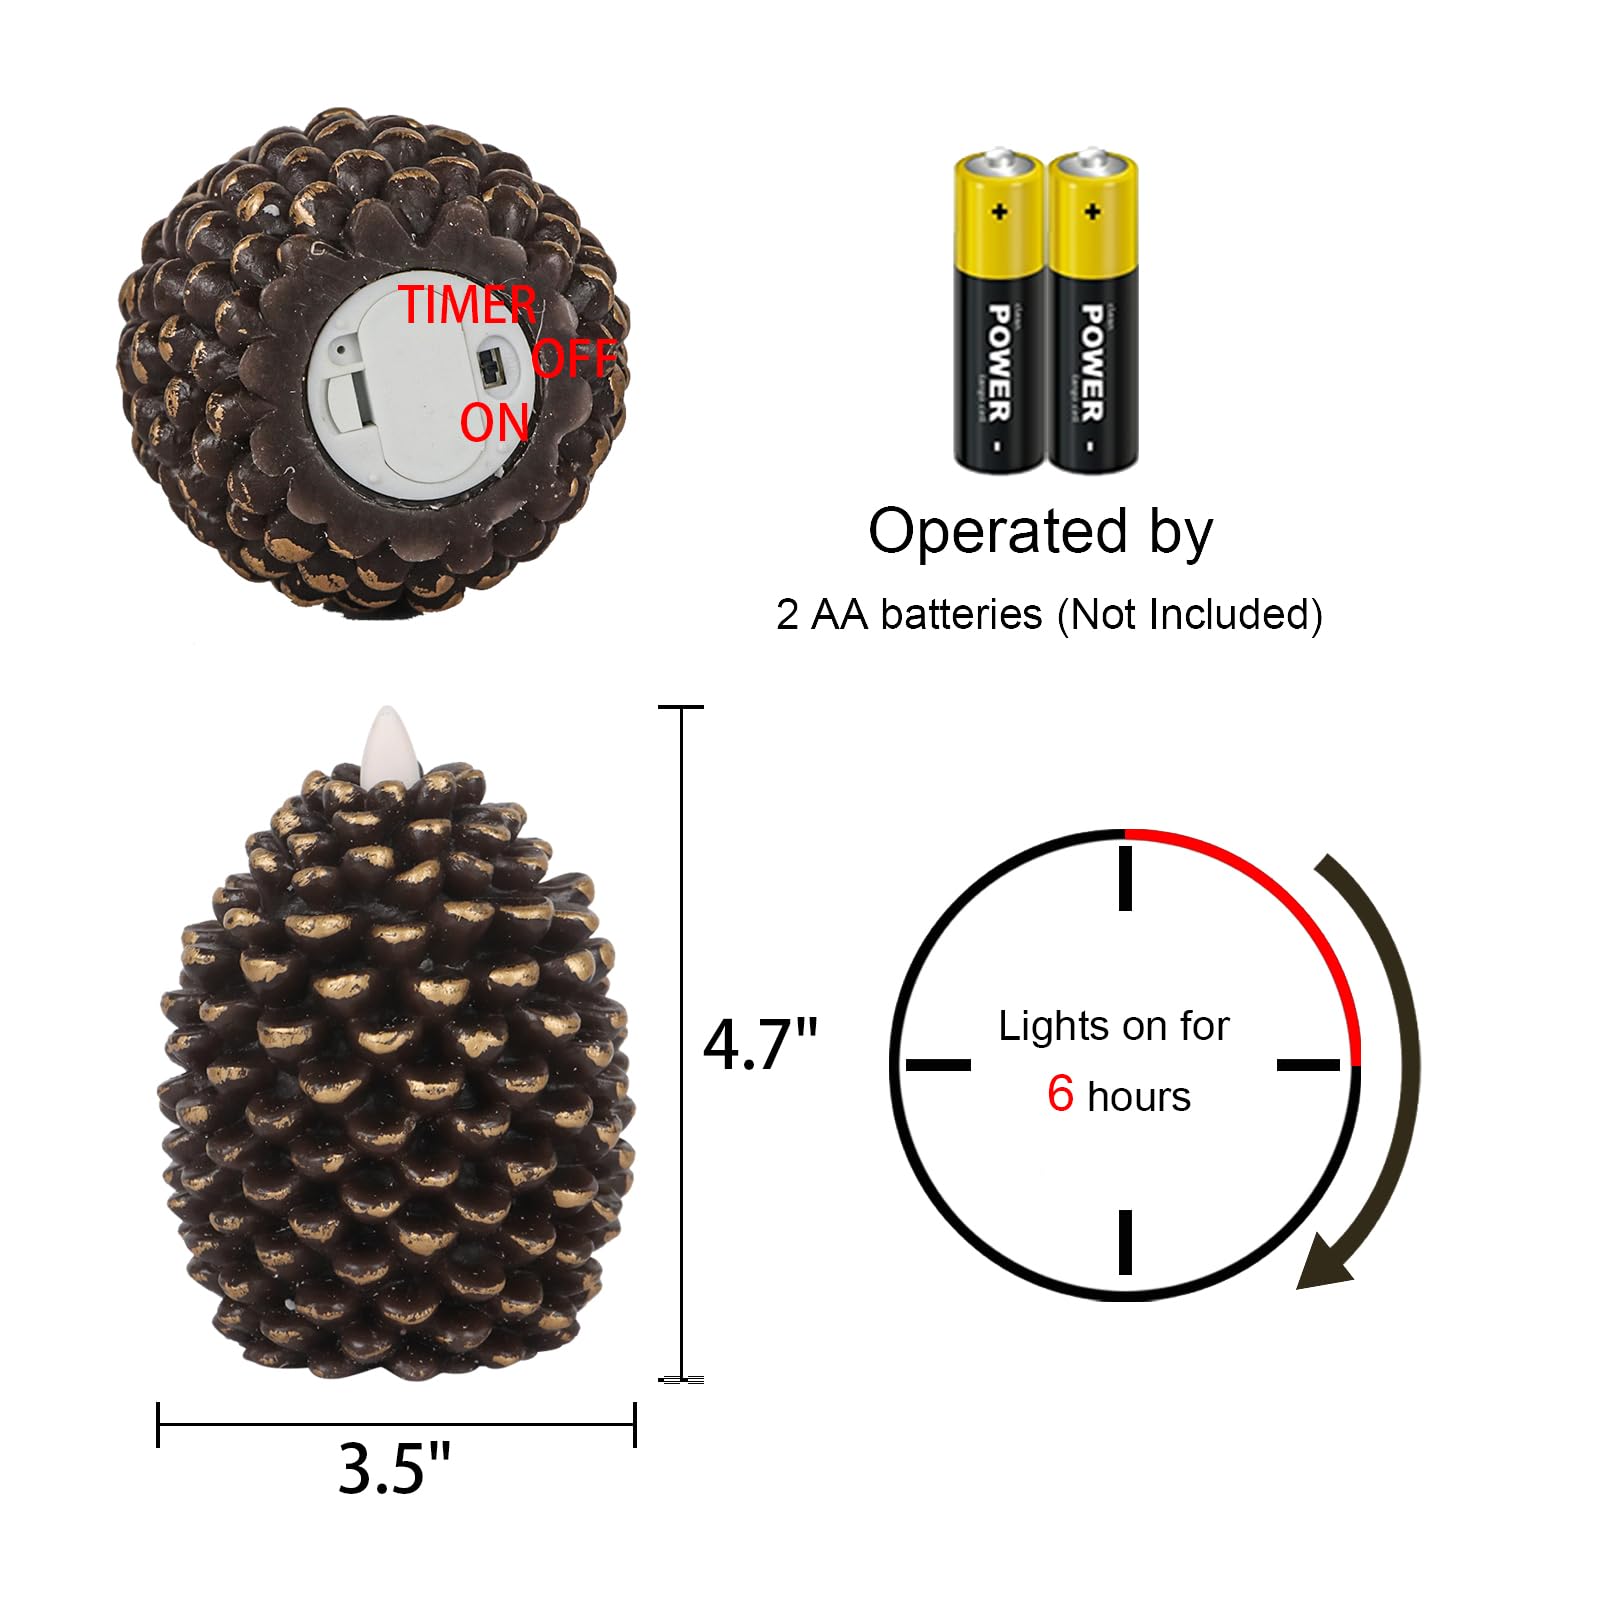 TIMER
OFF
ON
+
+
POWER
POWER
-
-
Operated by
2 AA batteries (Not Included)
4.7"
Lights on for
6 hours
3.5"